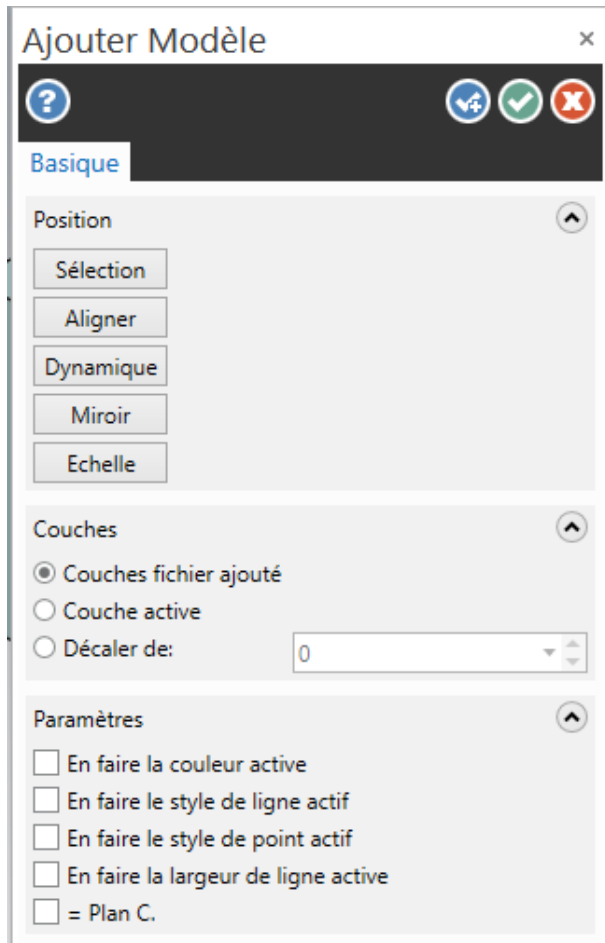 Ajouter Modèle
Basique
Position
Sélection
Aligner
Dynamique
Miroir
Echelle
Couches
Couches fichier ajouté
Couche active
Décaler de: 0
Paramètres
En faire la couleur active
En faire le style de ligne actif
En faire le style de point actif
En faire la largeur de ligne active
= Plan C.